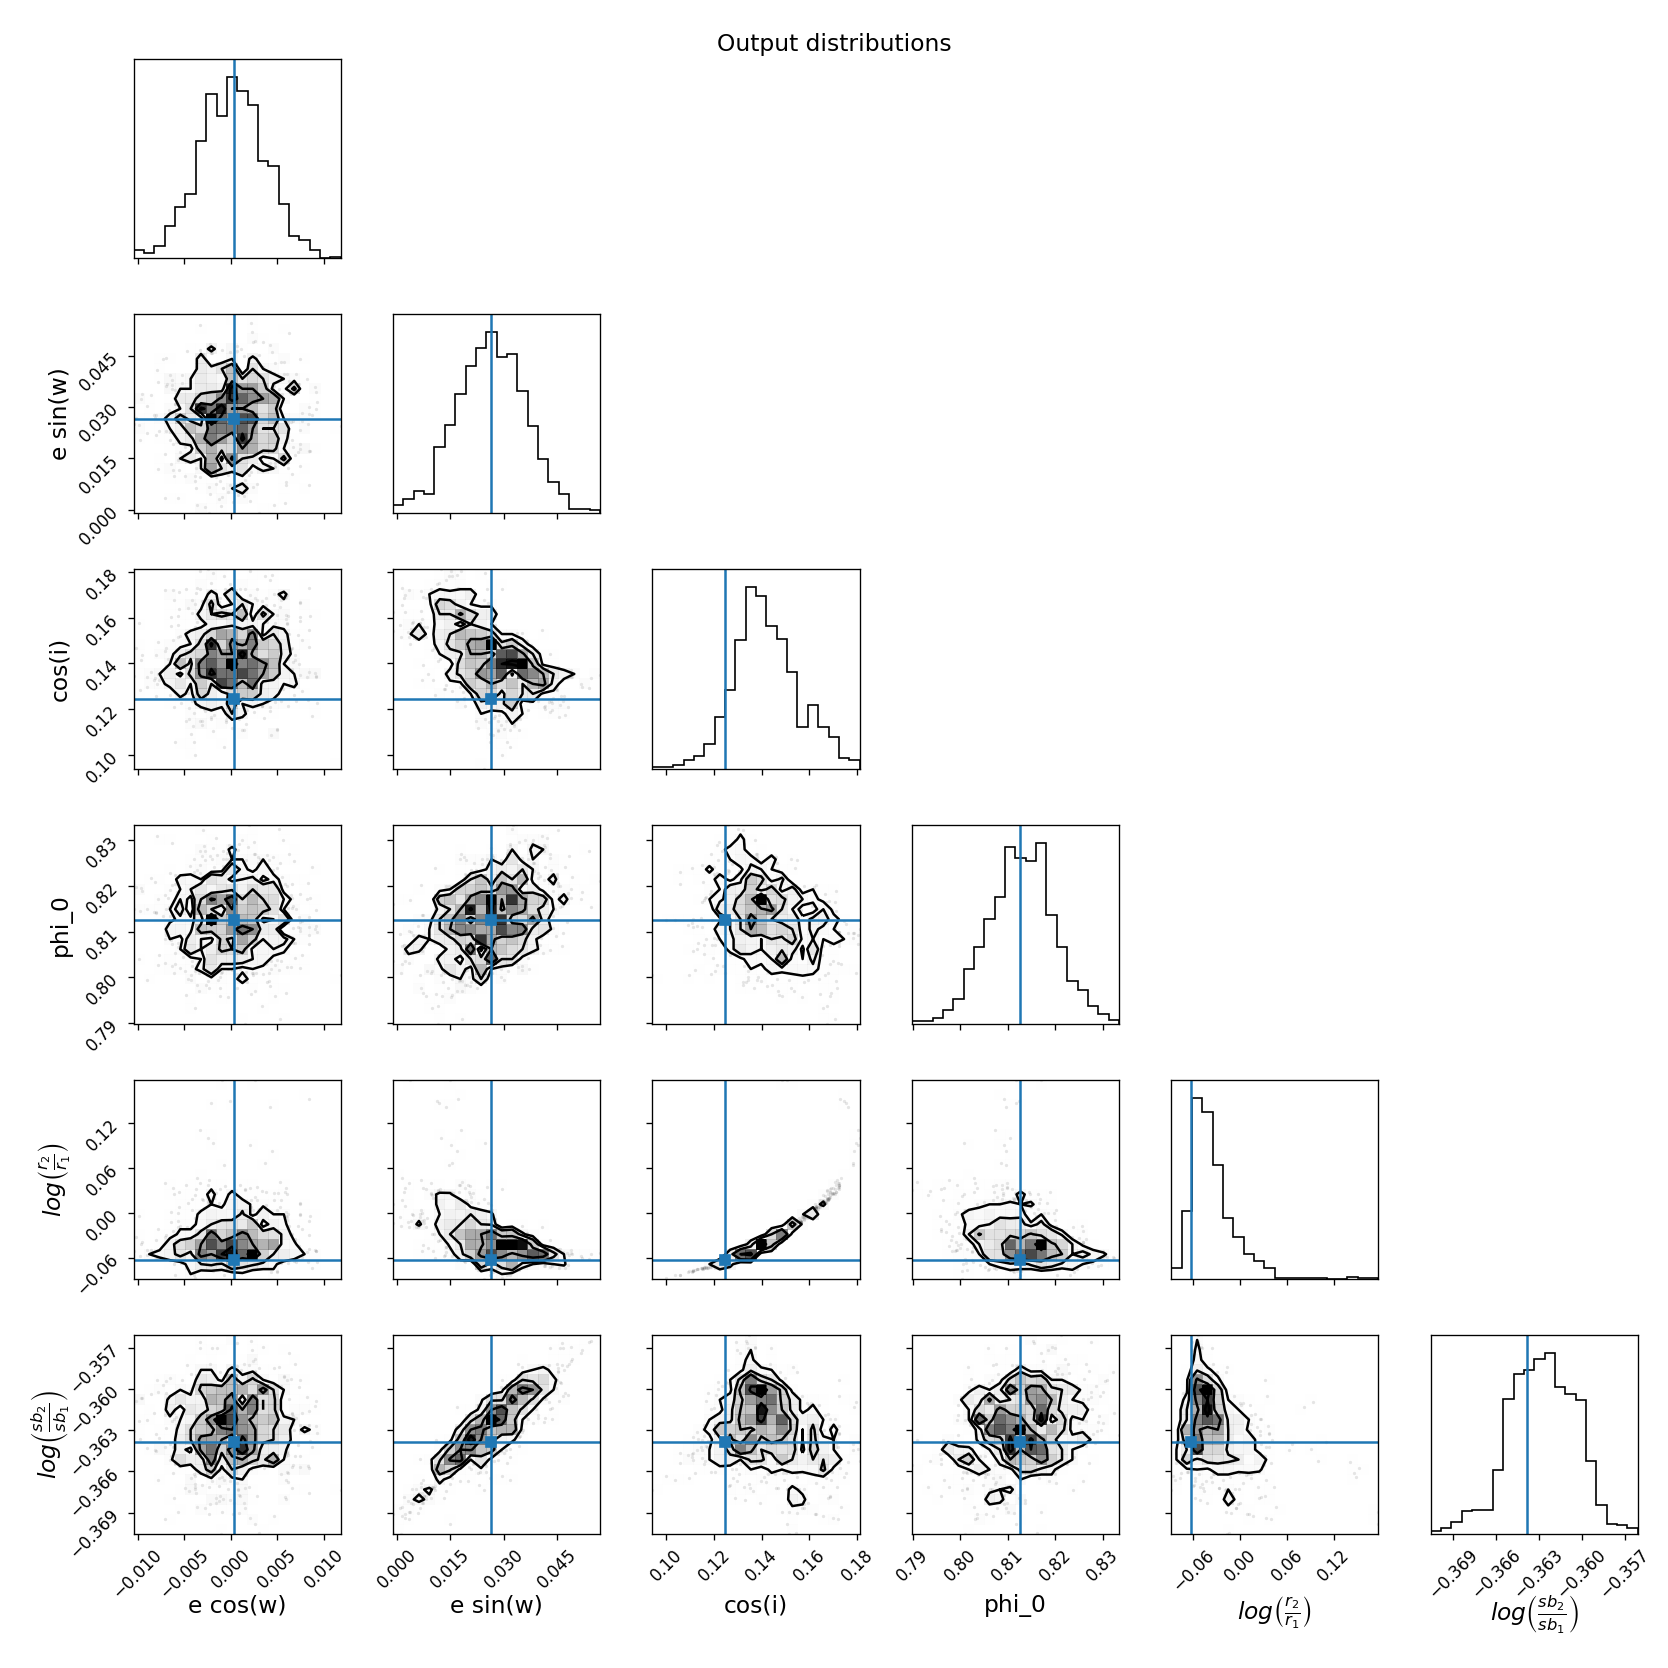 Output distributions
e sin(w)
0.045
0.030
0.015
0.000
cos(i)
0.18
0.16
0.14
0.12
0.10
phi_0
0.83
0.82
0.81
0.80
0.79
log(r₂/r₁)
0.12
0.06
0.00
−0.06
log(sb₂/sb₁)
−0.357
−0.360
−0.363
−0.366
−0.369
−0.010 −0.005 0.000 0.005 0.010 0.000 0.015 0.030 0.045 0.10 0.12 0.14 0.16 0.18 0.79 0.80 0.81 0.82 0.83 −0.06 0.00 0.06 0.12 −0.369 −0.366 −0.363 −0.360 −0.357
e cos(w) e sin(w) cos(i) phi_0 log(r₂/r₁) log(sb₂/sb₁)